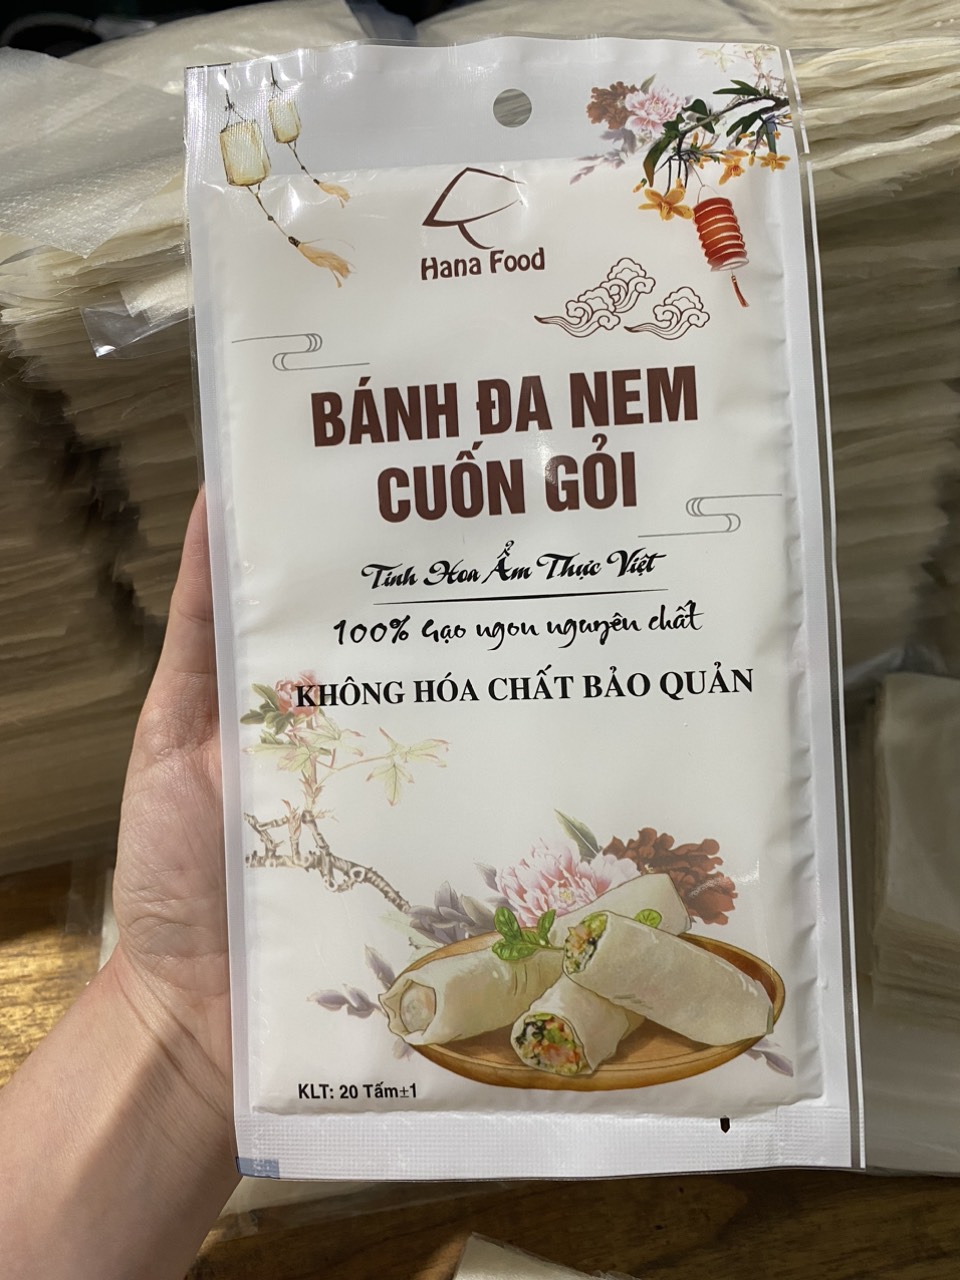 Hana Food
BÁNH ĐA NEM
CUỐN GỎI
Tinh Hoa Ẩm Thực Việt
100% Gạo ngon nguyên chất
KHÔNG HÓA CHẤT BẢO QUẢN
KLT: 20 Tấm±1